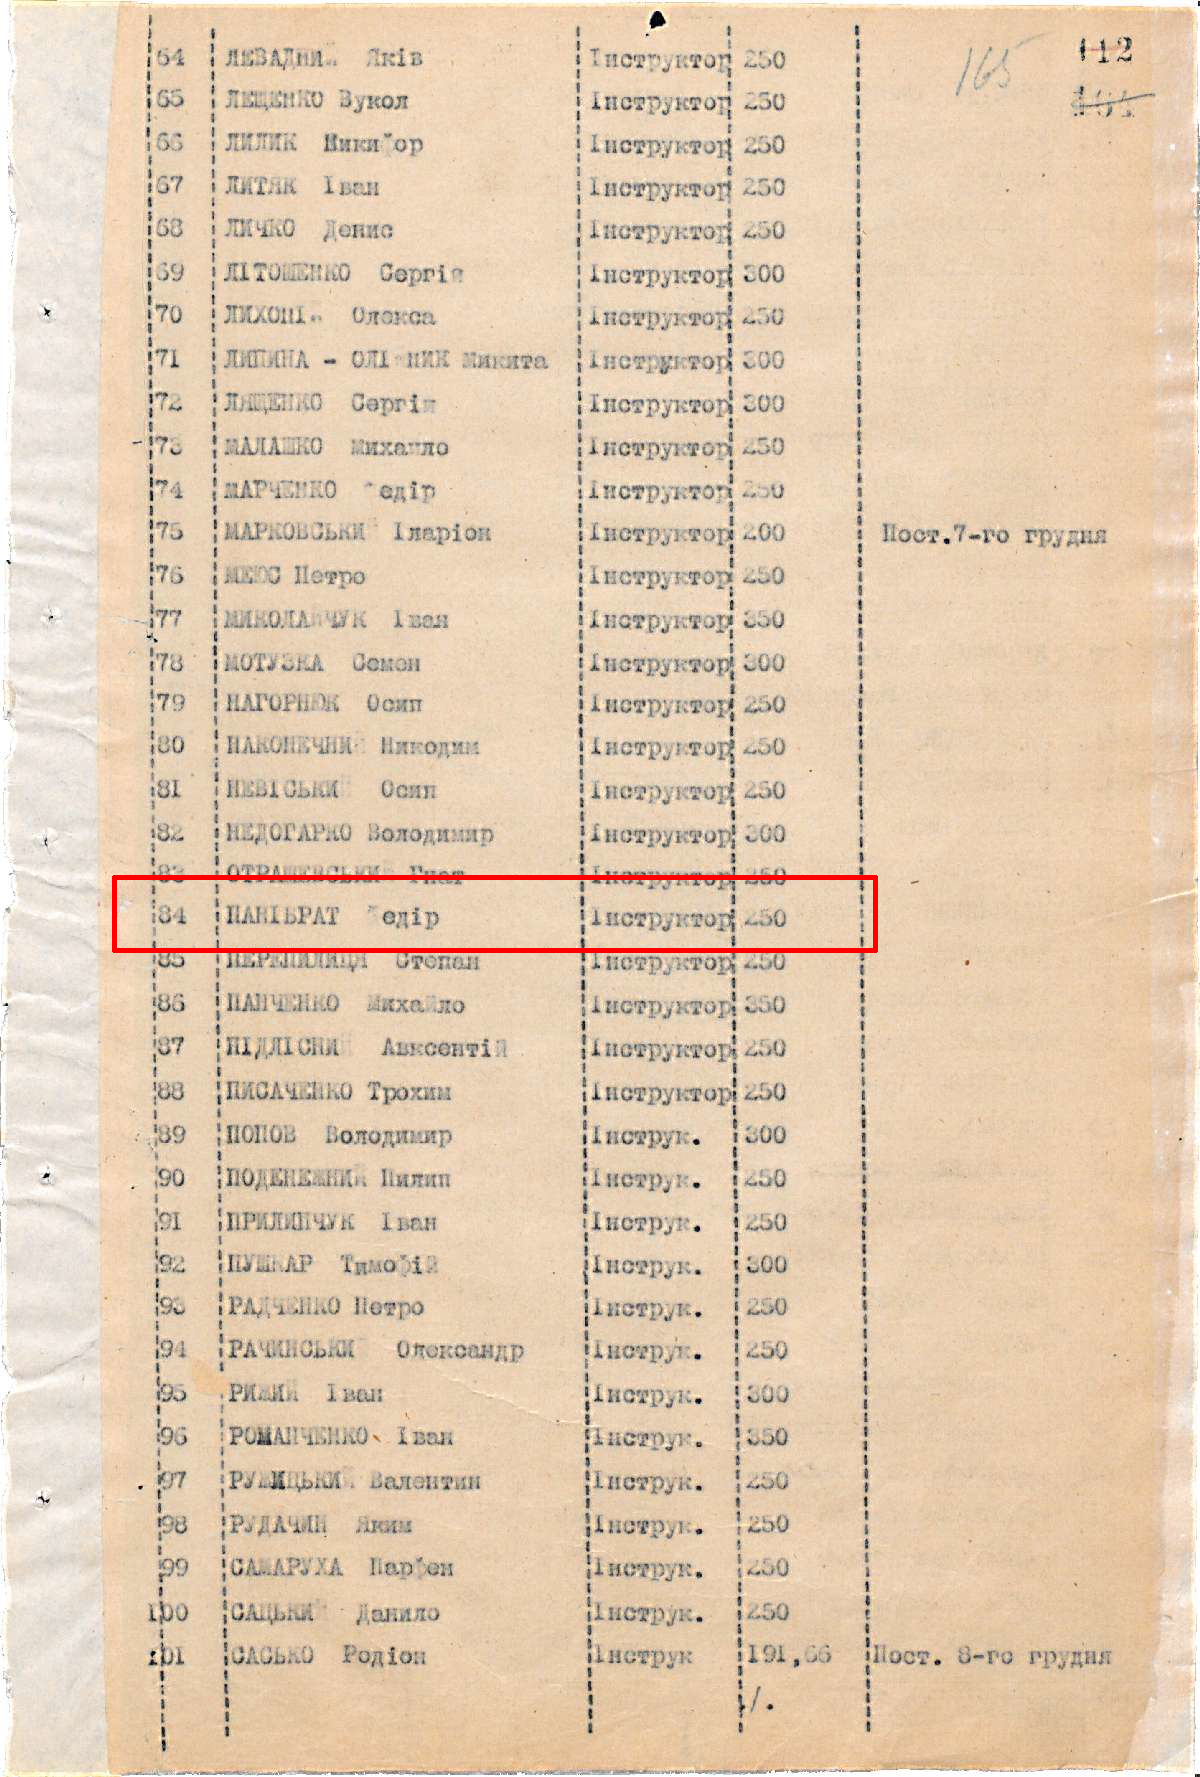 165
112
64 ЛЕВАДНИЙ Яків Інструктор 250
65 ЛЕЩЕНКО Вукол Інструктор 250
66 ЛИЛИК Никифор Інструктор 250
67 ЛИТЯК Іван Інструктор 250
68 ЛИЧКО Денис Інструктор 250
69 ЛІТОШЕНКО Сергій Інструктор 300
70 ЛИХОПІЙ Олекса Інструктор 250
71 ЛИПИНА - ОЛІЙНИК Микита Інструктор 300
72 ЛЯЩЕНКО Сергій Інструктор 300
73 МАЛАШКО Михайло Інструктор 250
74 МАРЧЕНКО Федір Інструктор 250
75 МАРКОВСЬКИЙ Іларіон Інструктор 200 Пост.7-го грудня
76 МЕЮС Петро Інструктор 250
77 МИКОЛАЙЧУК Іван Інструктор 350
78 МОТУЗКА Семен Інструктор 300
79 НАГОРНЮК Осип Інструктор 250
80 НАКОНЕЧНИЙ Никодим Інструктор 250
81 НЕВІСЬКИЙ Осип Інструктор 250
82 НЕДОГАРКО Володимир Інструктор 300
83 ОТРАШЕВСЬКИЙ Гнат Інструктор 250
84 ПАНІБРАТ Федір Інструктор 250
85 ПЕРЕПИЛИЦЯ Степан Інструктор 250
86 ПАНЧЕНКО Михайло Інструктор 350
87 ПІДЛІСНИЙ Авксентій Інструктор 250
88 ПИСАЧЕНКО Трохим Інструктор 250
89 ПОПОВ Володимир Інструк. 300
90 ПОДЕНЕЖНИЙ Пилип Інструк. 250
91 ПРИЛИПЧУК Іван Інструк. 250
92 ПУШКАР Тимофій Інструк. 300
93 РАДЧЕНКО Петро Інструк. 250
94 РАЧИНСЬКИЙ Олександр Інструк. 250
95 РИЖИЙ Іван Інструк. 300
96 РОМАНЧЕНКО Іван Інструк. 350
97 РУЖИЦЬКИЙ Валентин Інструк. 250
98 РУДАЧИН Яким Інструк. 250
99 САМАРУХА Парфен Інструк. 250
100 САЦЬКИЙ Данило Інструк. 250
101 САСЬКО Родіон Інструк 191,66 Пост. 8-го грудня
./.